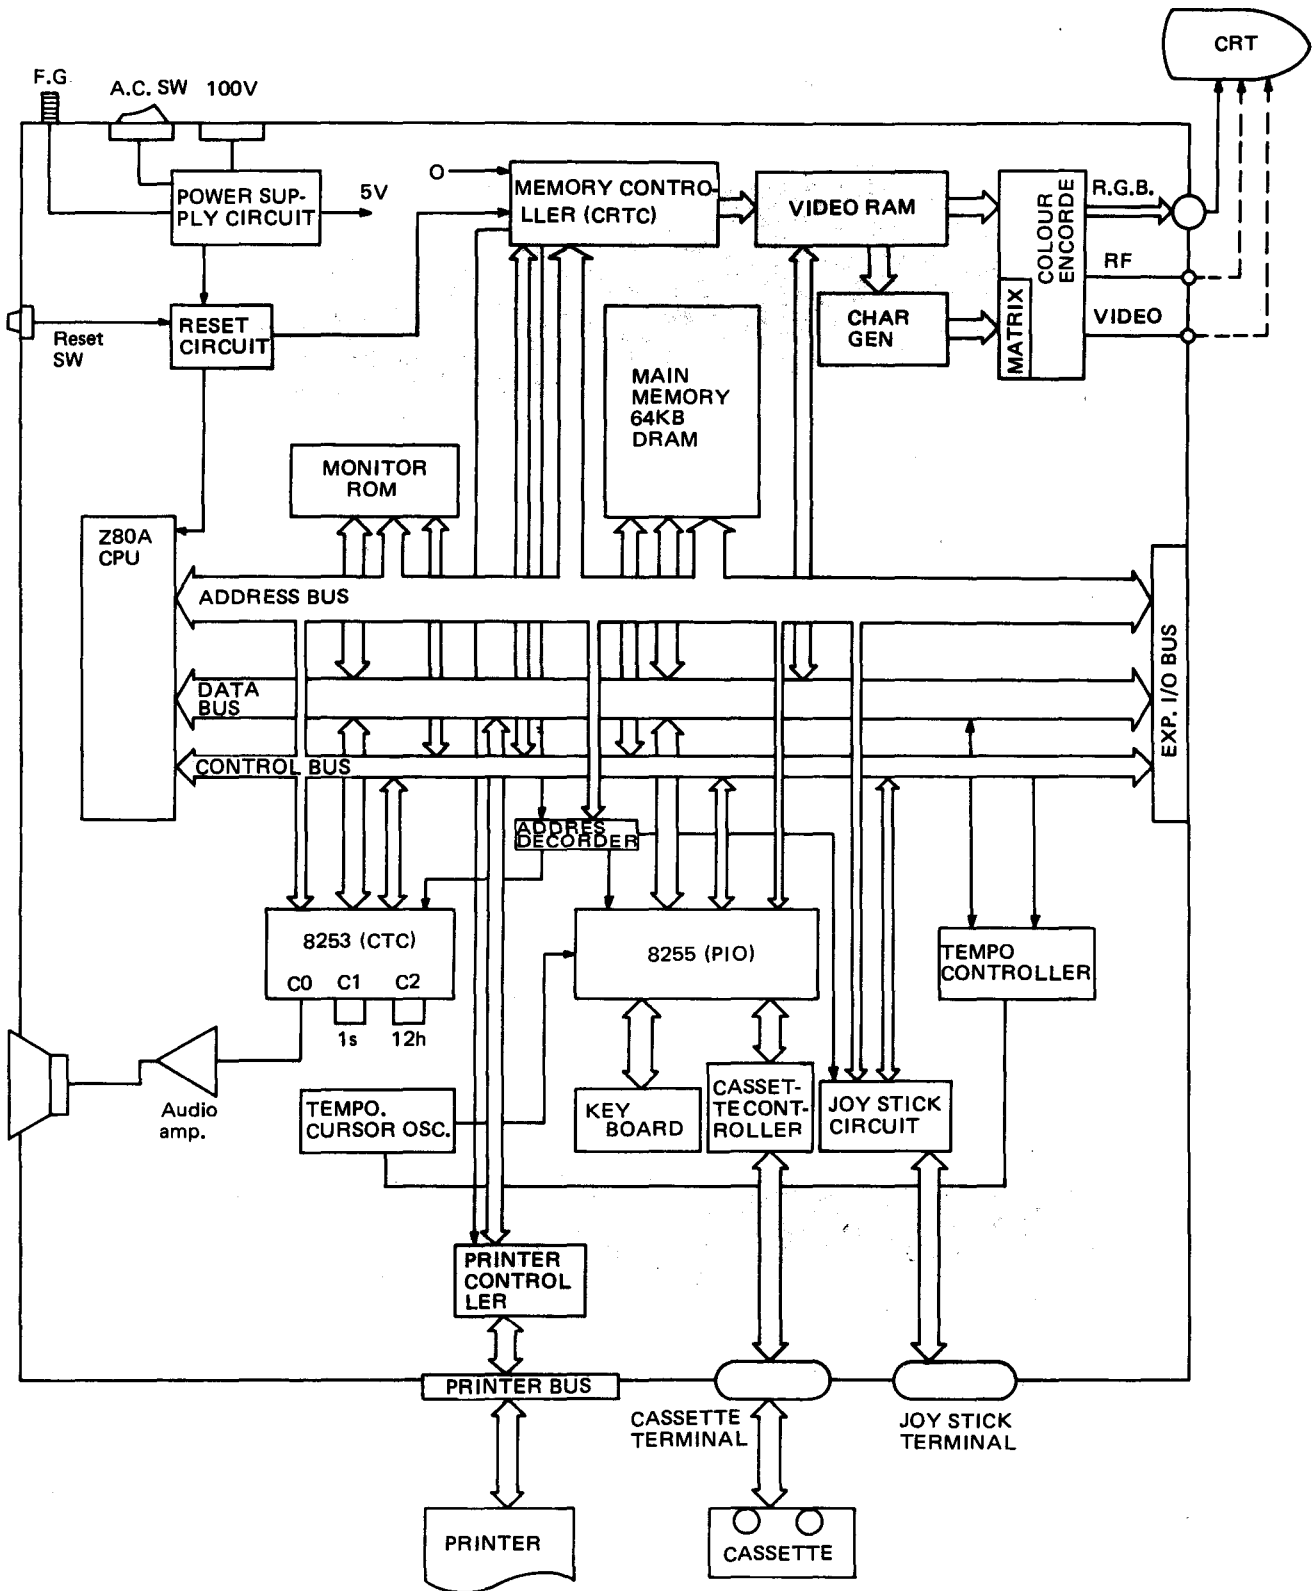 CRT
F.G
A.C. SW
100V
POWER SUP-
PLY CIRCUIT
5V
MEMORY CONTRO-
LLER (CRTC)
VIDEO RAM
COLOUR
ENCORDE
MATRIX
R.G.B.
RF
VIDEO
Reset
SW
RESET
CIRCUIT
CHAR
GEN
MAIN
MEMORY
64KB
DRAM
MONITOR
ROM
Z80A
CPU
ADDRESS BUS
DATA
BUS
CONTROL BUS
EXP. I/O BUS
ADDRES
DECORDER
8253 (CTC)
C0 C1 C2
1s 12h
8255 (PIO)
TEMPO
CONTROLLER
Audio
amp.
TEMPO.
CURSOR OSC.
KEY
BOARD
CASSET-
TECONT-
ROLLER
JOY STICK
CIRCUIT
PRINTER
CONTROL
LER
PRINTER BUS
CASSETTE
TERMINAL
JOY STICK
TERMINAL
PRINTER
CASSETTE